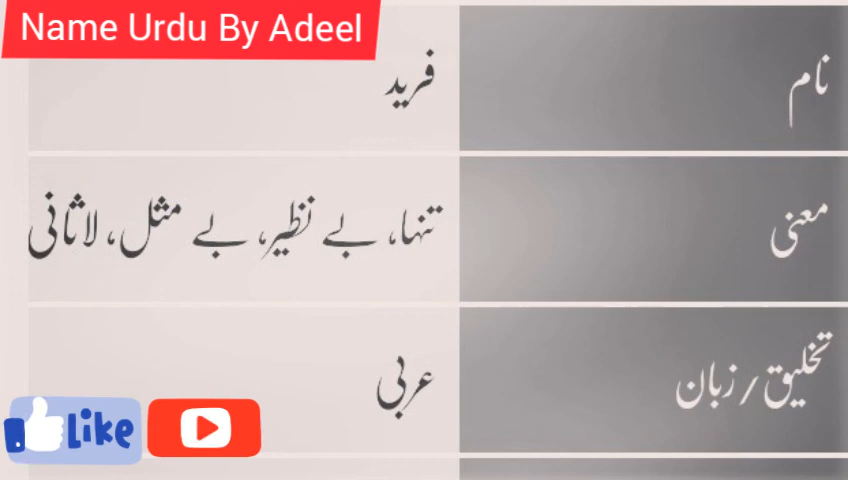 Name Urdu By Adeel
نام فرید
معنی تنہا، بے نظیر، بے مثل، لاثانی
تخلیق / زبان عربی
Like